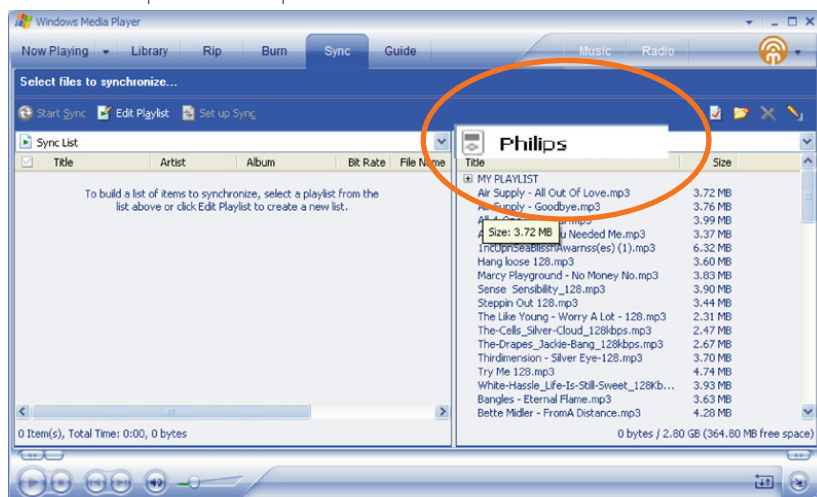 Windows Media Player
Now Playing Library Rip Burn Sync Guide Music Radio
Select files to synchronize...
Start Sync Edit Playlist Set up Sync
Sync List
Philips
Title Artist Album Bit Rate File Name
Title Size
To build a list of items to synchronize, select a playlist from the
list above or click Edit Playlist to create a new list.
MY PLAYLIST
Air Supply - All Out Of Love.mp3 3.72 MB
Air Supply - Goodbye.mp3 3.76 MB
3.99 MB
Size: 3.72 MB
u Needed Me.mp3 3.37 MB
(1).mp3 6.32 MB
Hang loose 128.mp3 3.60 MB
Marcy Playground - No Money No.mp3 3.83 MB
Sense Sensibility_128.mp3 3.90 MB
Steppin Out 128.mp3 3.44 MB
The Like Young - Worry A Lot - 128.mp3 2.31 MB
The-Cells_Silver-Cloud_128kbps.mp3 2.47 MB
The-Drapes_Jackie-Bang_128kbps.mp3 2.67 MB
Thirdimension - Silver Eye-128.mp3 3.70 MB
Try Me 128.mp3 4.74 MB
White-Hassle_Life-Is-Still-Sweet_128Kb... 3.93 MB
Bangles - Eternal Flame.mp3 3.63 MB
Bette Midler - FromA Distance.mp3 4.28 MB
0 Item(s), Total Time: 0:00, 0 bytes
0 bytes / 2.80 GB (364.80 MB free space)